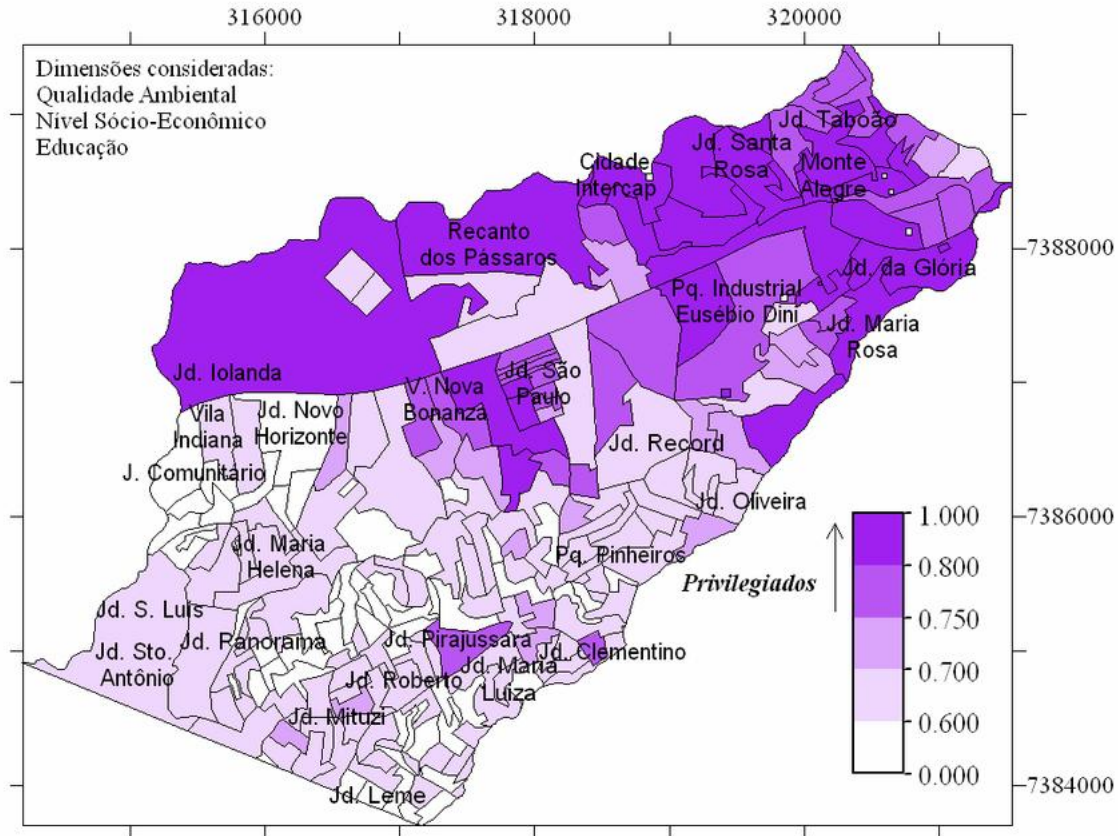 316000
318000
320000
Dimensões consideradas:
Qualidade Ambiental
Nível Sócio-Econômico
Educação
Jd. Taboão
Jd. Santa
Rosa
Monte
Alegre
Cidade
Intercap
Recanto
dos Pássaros
7388000
Jd. da Glória
Pq. Industrial
Eusébio Dini
Jd. Maria
Rosa
Jd. Iolanda
V. Nova
Bonanza
Jd. São
Paulo
Vila
Indiana
Jd. Novo
Horizonte
Jd. Record
J. Comunitário
Jd. Oliveira
7386000
Jd. Maria
Helena
Pq. Pinheiros
Privilegiados
1.000
0.800
0.750
0.700
0.600
0.000
Jd. S. Luis
Jd. Sto.
Antônio
Jd. Panorama
Jd. Pirajussara
Jd. Clementino
Jd. Maria
Luiza
Jd. Roberto
Jd. Mituzi
Jd. Leme
7384000